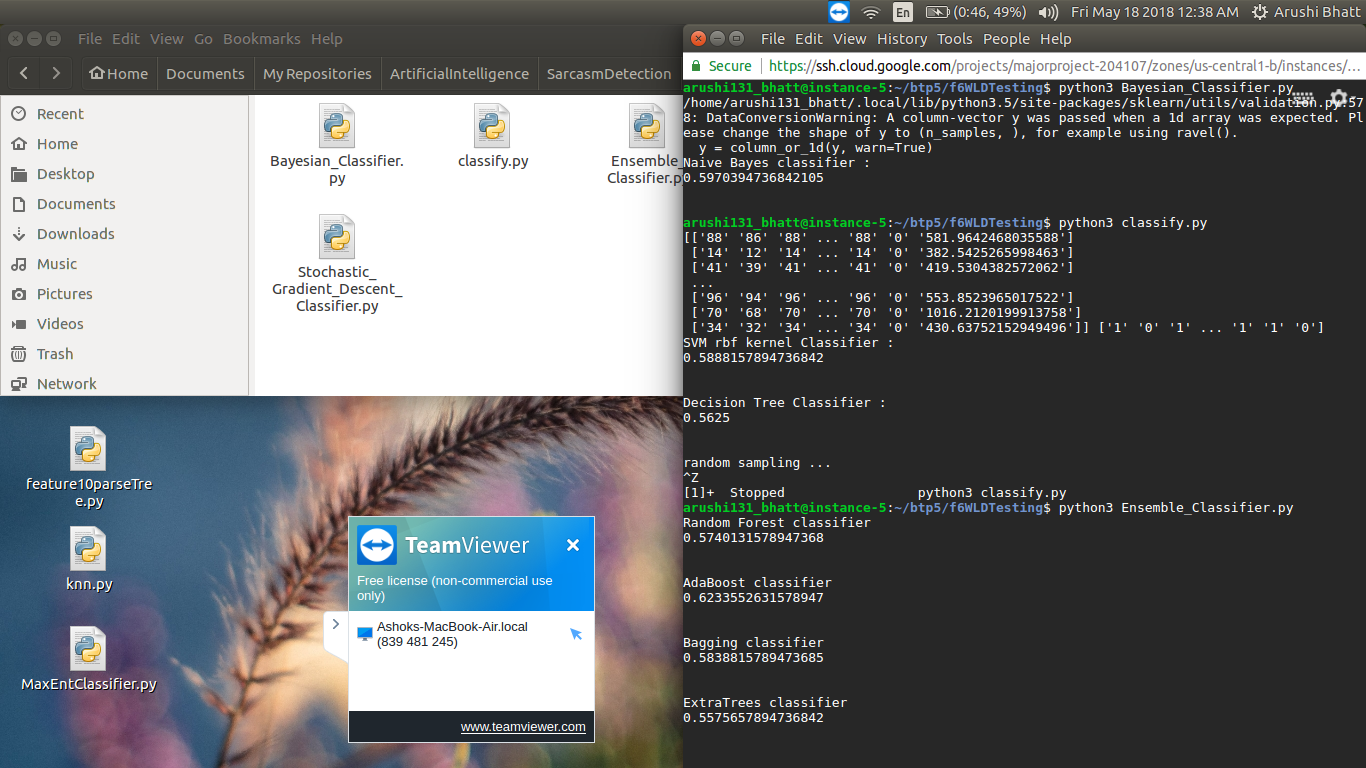 En
(0:46, 49%)
Fri May 18 2018 12:38 AM
Arushi Bhatt
File Edit View Go Bookmarks Help
Home Documents My Repositories ArtificialIntelligence SarcasmDetection
Recent
Home
Desktop
Documents
Downloads
Music
Pictures
Videos
Trash
Network
Bayesian_Classifier.
py
classify.py
Ensemble_
Classifier.p
Stochastic_
Gradient_Descent_
Classifier.py
feature10parseTre
e.py
knn.py
MaxEntClassifier.py
TeamViewer
Free license (non-commercial use
only)
Ashoks-MacBook-Air.local
(839 481 245)
www.teamviewer.com
File Edit View History Tools People Help
Secure https://ssh.cloud.google.com/projects/majorproject-204107/zones/us-central1-b/instances/...
arushi131_bhatt@instance-5:~/btp5/f6WLDTesting$ python3 Bayesian_Classifier.py
/home/arushi131_bhatt/.local/lib/python3.5/site-packages/sklearn/utils/validation.py:57
8: DataConversionWarning: A column-vector y was passed when a 1d array was expected. Pl
ease change the shape of y to (n_samples, ), for example using ravel().
y = column_or_1d(y, warn=True)
Naive Bayes classifier :
0.5970394736842105
arushi131_bhatt@instance-5:~/btp5/f6WLDTesting$ python3 classify.py
[['88' '86' '88' ... '88' '0' '581.9642468035588']
['14' '12' '14' ... '14' '0' '382.5425265998463']
['41' '39' '41' ... '41' '0' '419.5304382572062']
...
['96' '94' '96' ... '96' '0' '553.8523965017522']
['70' '68' '70' ... '70' '0' '1016.2120199913758']
['34' '32' '34' ... '34' '0' '430.63752152949496']] ['1' '0' '1' ... '1' '1' '0']
SVM rbf kernel Classifier :
0.5888157894736842
Decision Tree Classifier :
0.5625
random sampling ...
^Z
[1]+ Stopped python3 classify.py
arushi131_bhatt@instance-5:~/btp5/f6WLDTesting$ python3 Ensemble_Classifier.py
Random Forest classifier
0.5740131578947368
AdaBoost classifier
0.6233552631578947
Bagging classifier
0.5838815789473685
ExtraTrees classifier
0.5575657894736842